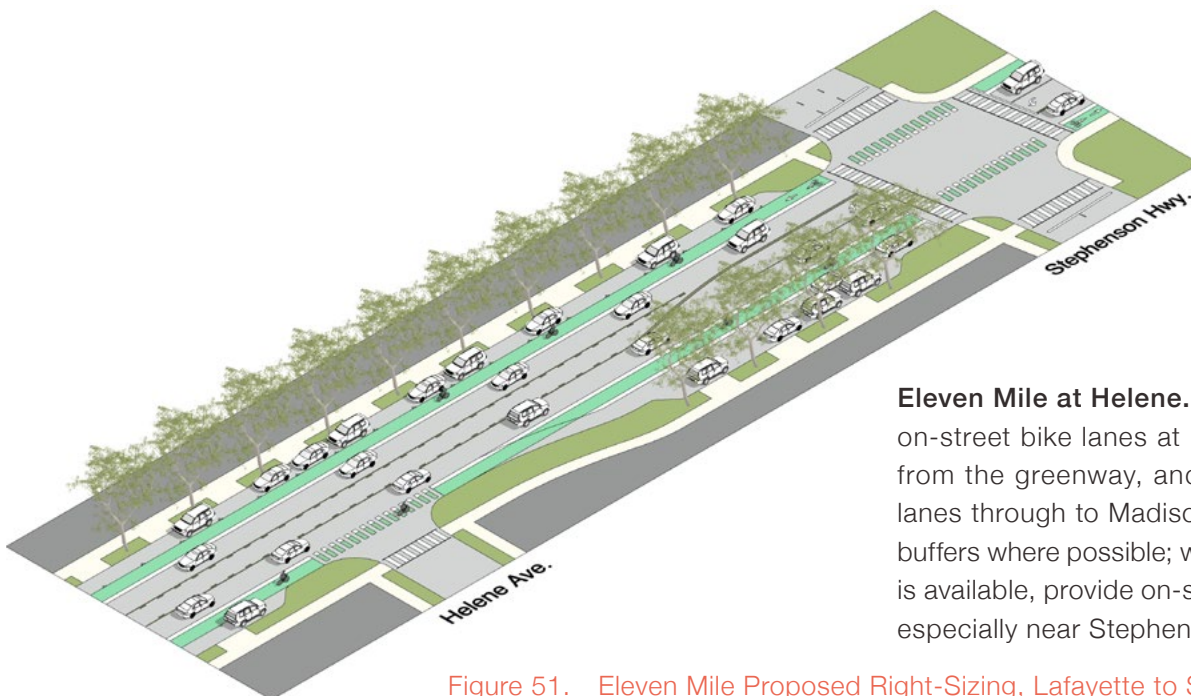 Stephenson Hwy.
Helene Ave.
Eleven Mile at Helene.
on-street bike lanes at
from the greenway, and
lanes through to Madiso
buffers where possible; w
is available, provide on-s
especially near Stephen
Figure 51. Eleven Mile Proposed Right-Sizing, Lafayette to S